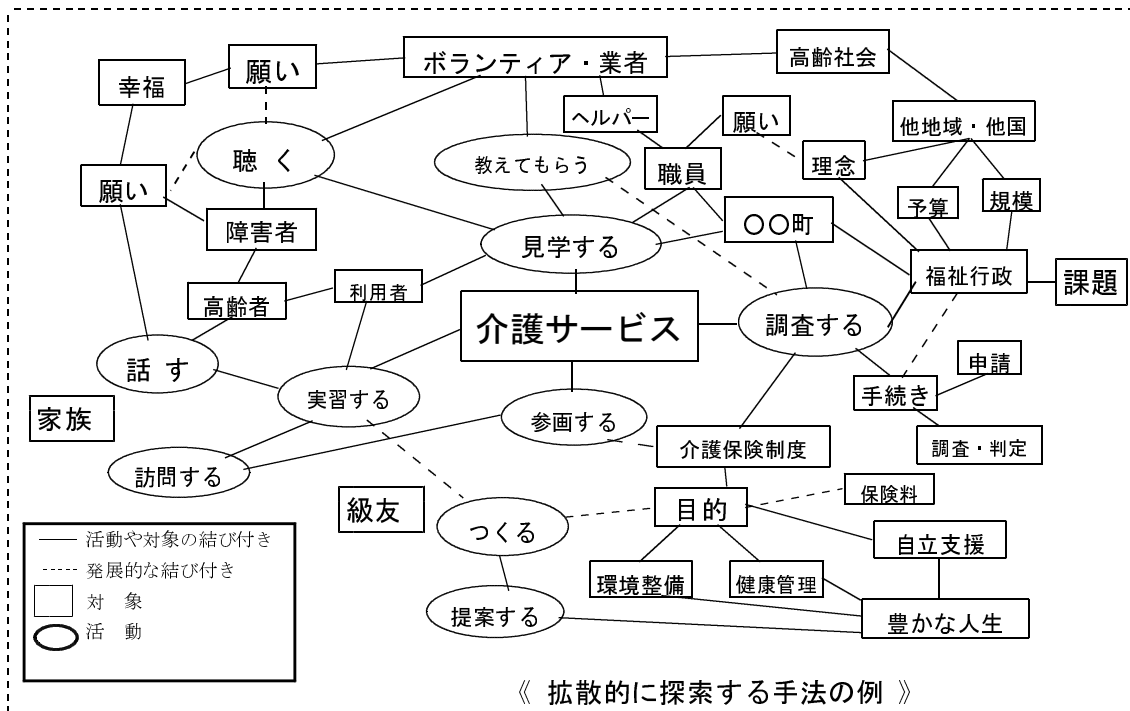 ボランティア・業者
高齢社会
願い
幸福
ヘルパー
願い
他地域・他国
聴く
教えてもらう
職員
理念
願い
予算
規模
障害者
見学する
〇〇町
福祉行政
課題
高齢者
利用者
介護サービス
調査する
話す
実習する
参画する
手続き
申請
家族
訪問する
介護保険制度
調査・判定
級友
つくる
目的
保険料
自立支援
環境整備
健康管理
提案する
豊かな人生
活動や対象の結び付き
発展的な結び付き
対 象
活 動
《 拡散的に探索する手法の例 》